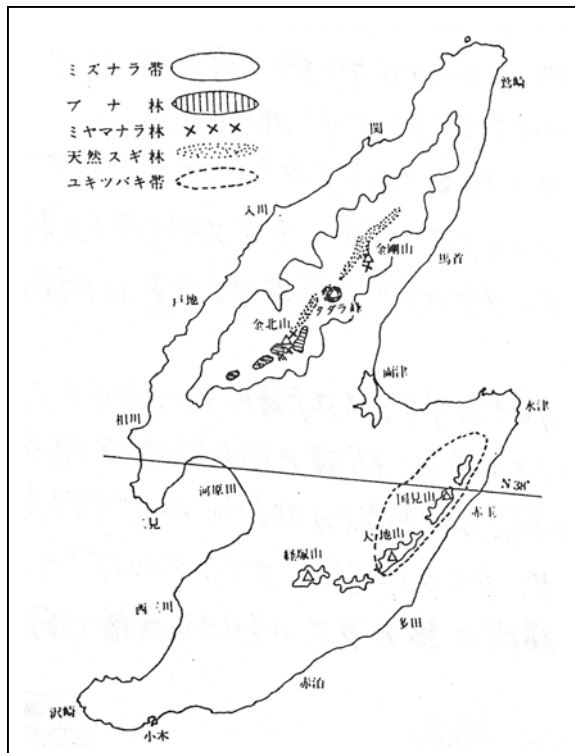 ミズナラ帯
ブナ林
ミヤマナラ林
天然スギ林
ユキツバキ帯
鷲崎
関
入川
金剛山
馬首
戸地
タダラ峰
金北山
両津
相川
水津
N38°
河原田
国見山
二見
赤玉
大地山
経塚山
西三川
多田
赤泊
沢崎
小木